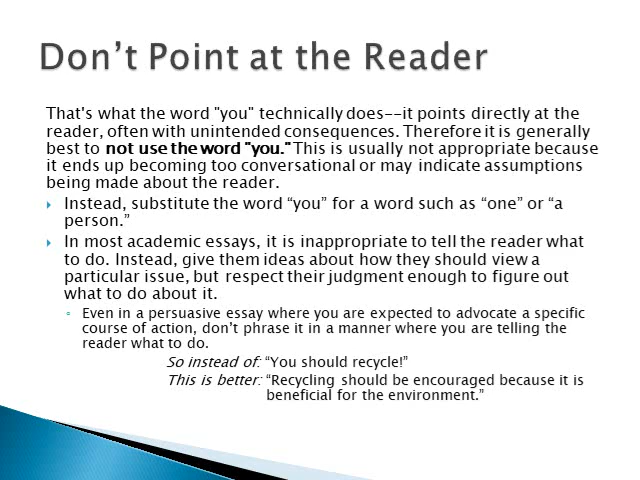 Don’t Point at the Reader
That's what the word "you" technically does--it points directly at the
reader, often with unintended consequences. Therefore it is generally
best to not use the word "you." This is usually not appropriate because
it ends up becoming too conversational or may indicate assumptions
being made about the reader.
Instead, substitute the word “you” for a word such as “one” or “a
person.”
In most academic essays, it is inappropriate to tell the reader what
to do. Instead, give them ideas about how they should view a
particular issue, but respect their judgment enough to figure out
what to do about it.
Even in a persuasive essay where you are expected to advocate a specific
course of action, don’t phrase it in a manner where you are telling the
reader what to do.
So instead of: “You should recycle!”
This is better: “Recycling should be encouraged because it is
beneficial for the environment.”